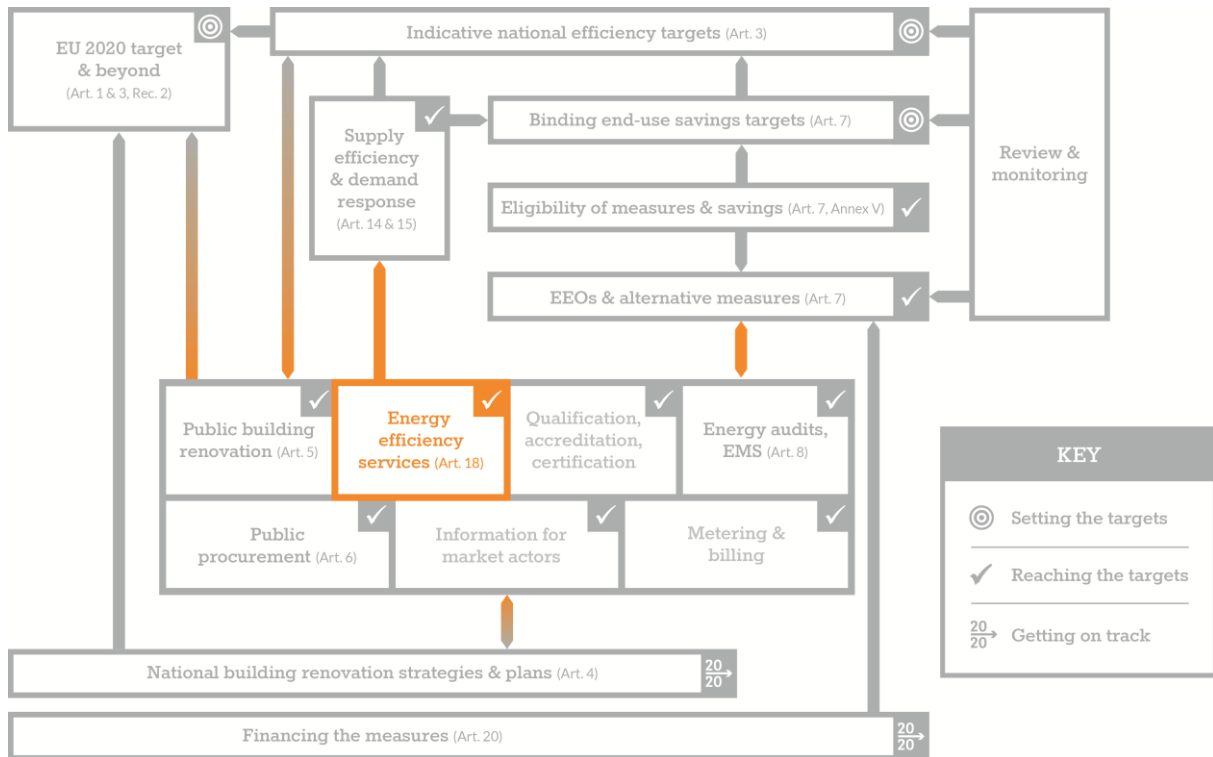 EU 2020 target
& beyond
(Art. 1 & 3, Rec. 2)
Indicative national efficiency targets (Art. 3)
Supply
efficiency
& demand
response
(Art. 14 & 15)
Binding end-use savings targets (Art. 7)
Review &
monitoring
Eligibility of measures & savings (Art. 7, Annex V)
EEOs & alternative measures (Art. 7)
Public building
renovation (Art. 5)
Energy
efficiency
services (Art. 18)
Qualification,
accreditation,
certification
Energy audits,
EMS (Art. 8)
Public
procurement (Art. 6)
Information for
market actors
Metering &
billing
National building renovation strategies & plans (Art. 4)
20
20
Financing the measures (Art. 20)
20
20
KEY
Setting the targets
Reaching the targets
20
20
Getting on track